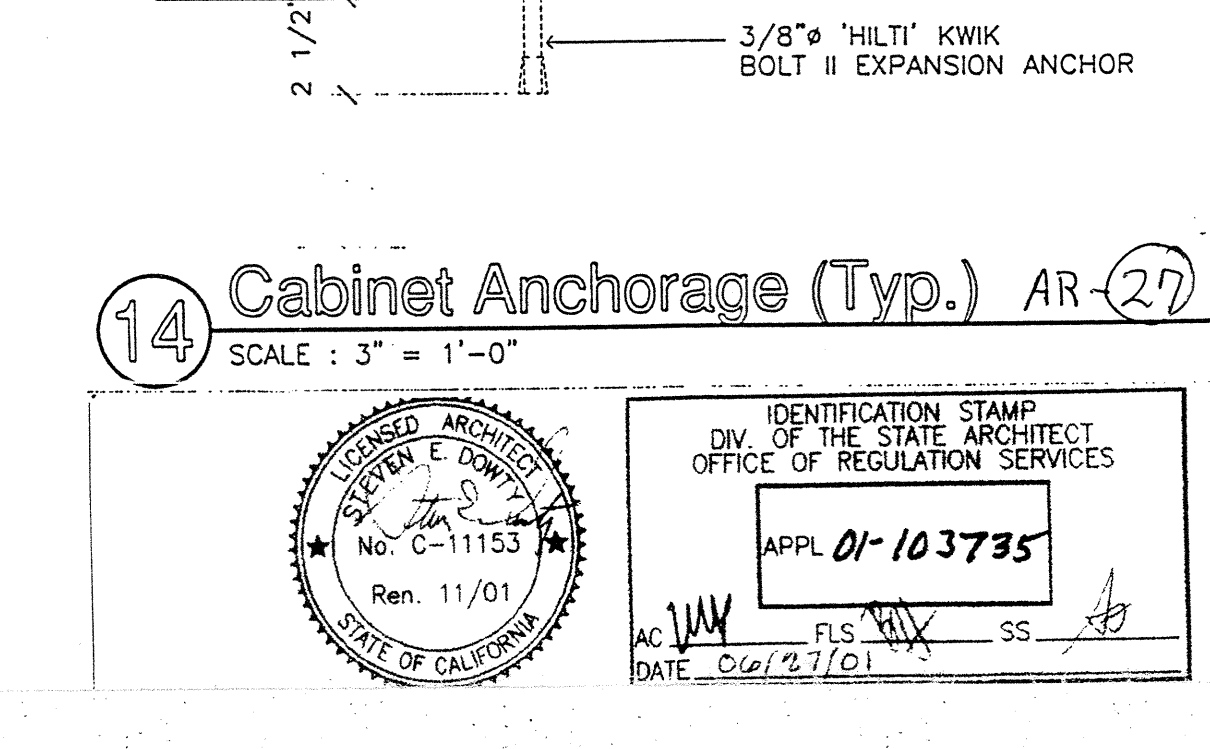 2 1/2"
3/8"ø 'HILTI' KWIK
BOLT II EXPANSION ANCHOR
14 Cabinet Anchorage (Typ.) AR-27
SCALE : 3" = 1'-0"
LICENSED ARCHITECT
STEVEN E. DOWTY
No. C-11153
Ren. 11/01
STATE OF CALIFORNIA
IDENTIFICATION STAMP
DIV. OF THE STATE ARCHITECT
OFFICE OF REGULATION SERVICES
APPL 01-103735
AC FLS SS
DATE 06/27/01